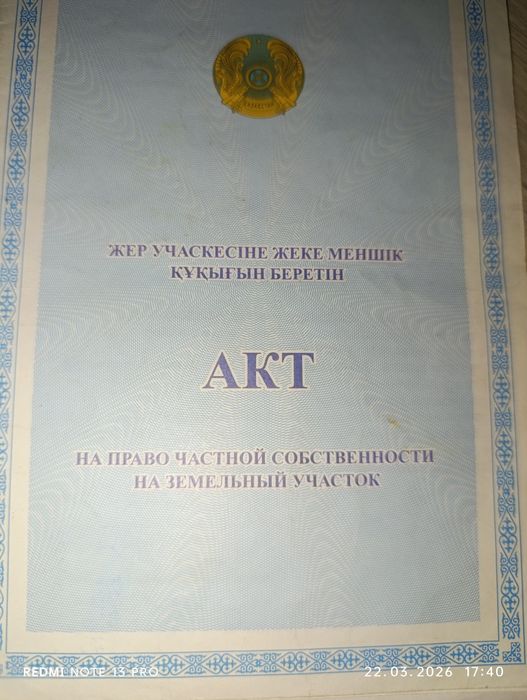 ҚАЗАҚСТАН
ЖЕР УЧАСКЕСІНЕ ЖЕКЕ МЕНШІК
ҚҰҚЫҒЫН БЕРЕТІН
АКТ
НА ПРАВО ЧАСТНОЙ СОБСТВЕННОСТИ
НА ЗЕМЕЛЬНЫЙ УЧАСТОК
REDMI NOTE 13 PRO
22.03.2026 17:40